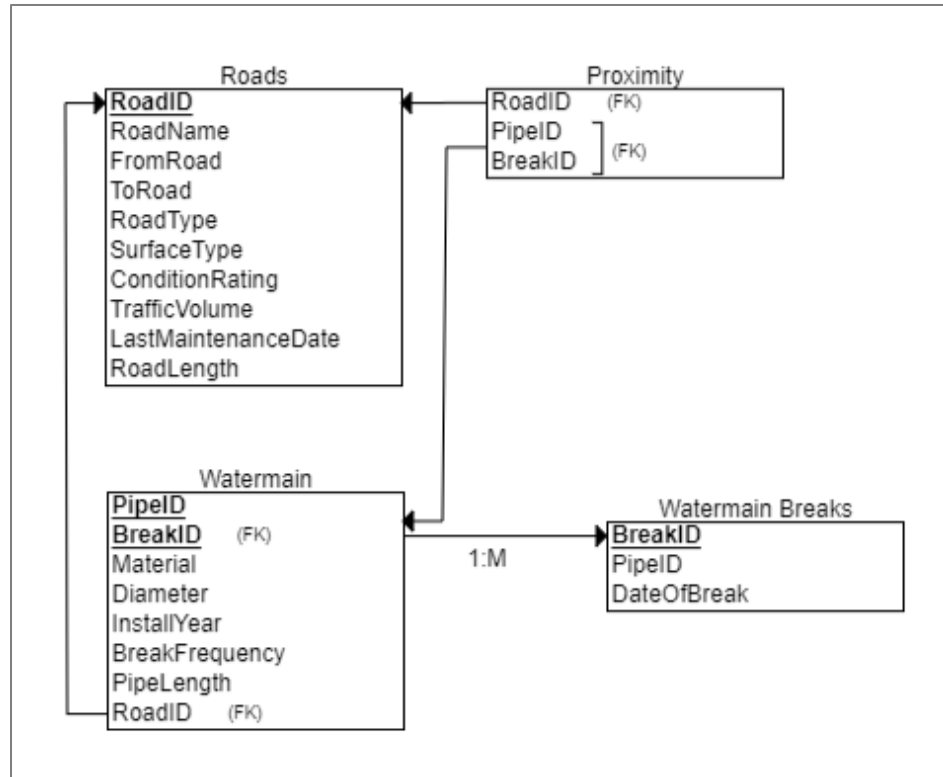 Roads
RoadID
RoadName
FromRoad
ToRoad
RoadType
SurfaceType
ConditionRating
TrafficVolume
LastMaintenanceDate
RoadLength
Proximity
RoadID (FK)
PipeID
BreakID
(FK)
Watermain
PipeID
BreakID (FK)
Material
Diameter
InstallYear
BreakFrequency
PipeLength
RoadID (FK)
1:M
Watermain Breaks
BreakID
PipeID
DateOfBreak